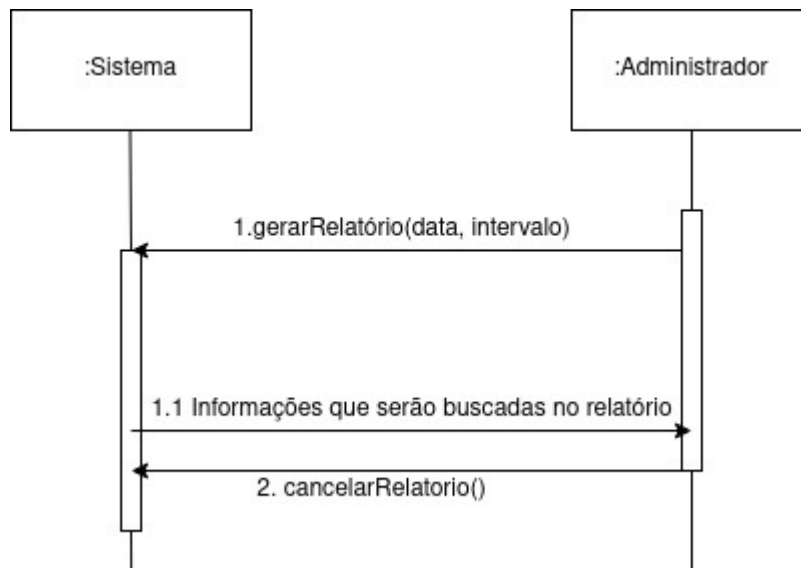 :Sistema
:Administrador
1.gerarRelatório(data, intervalo)
1.1 Informações que serão buscadas no relatório
2. cancelarRelatorio()